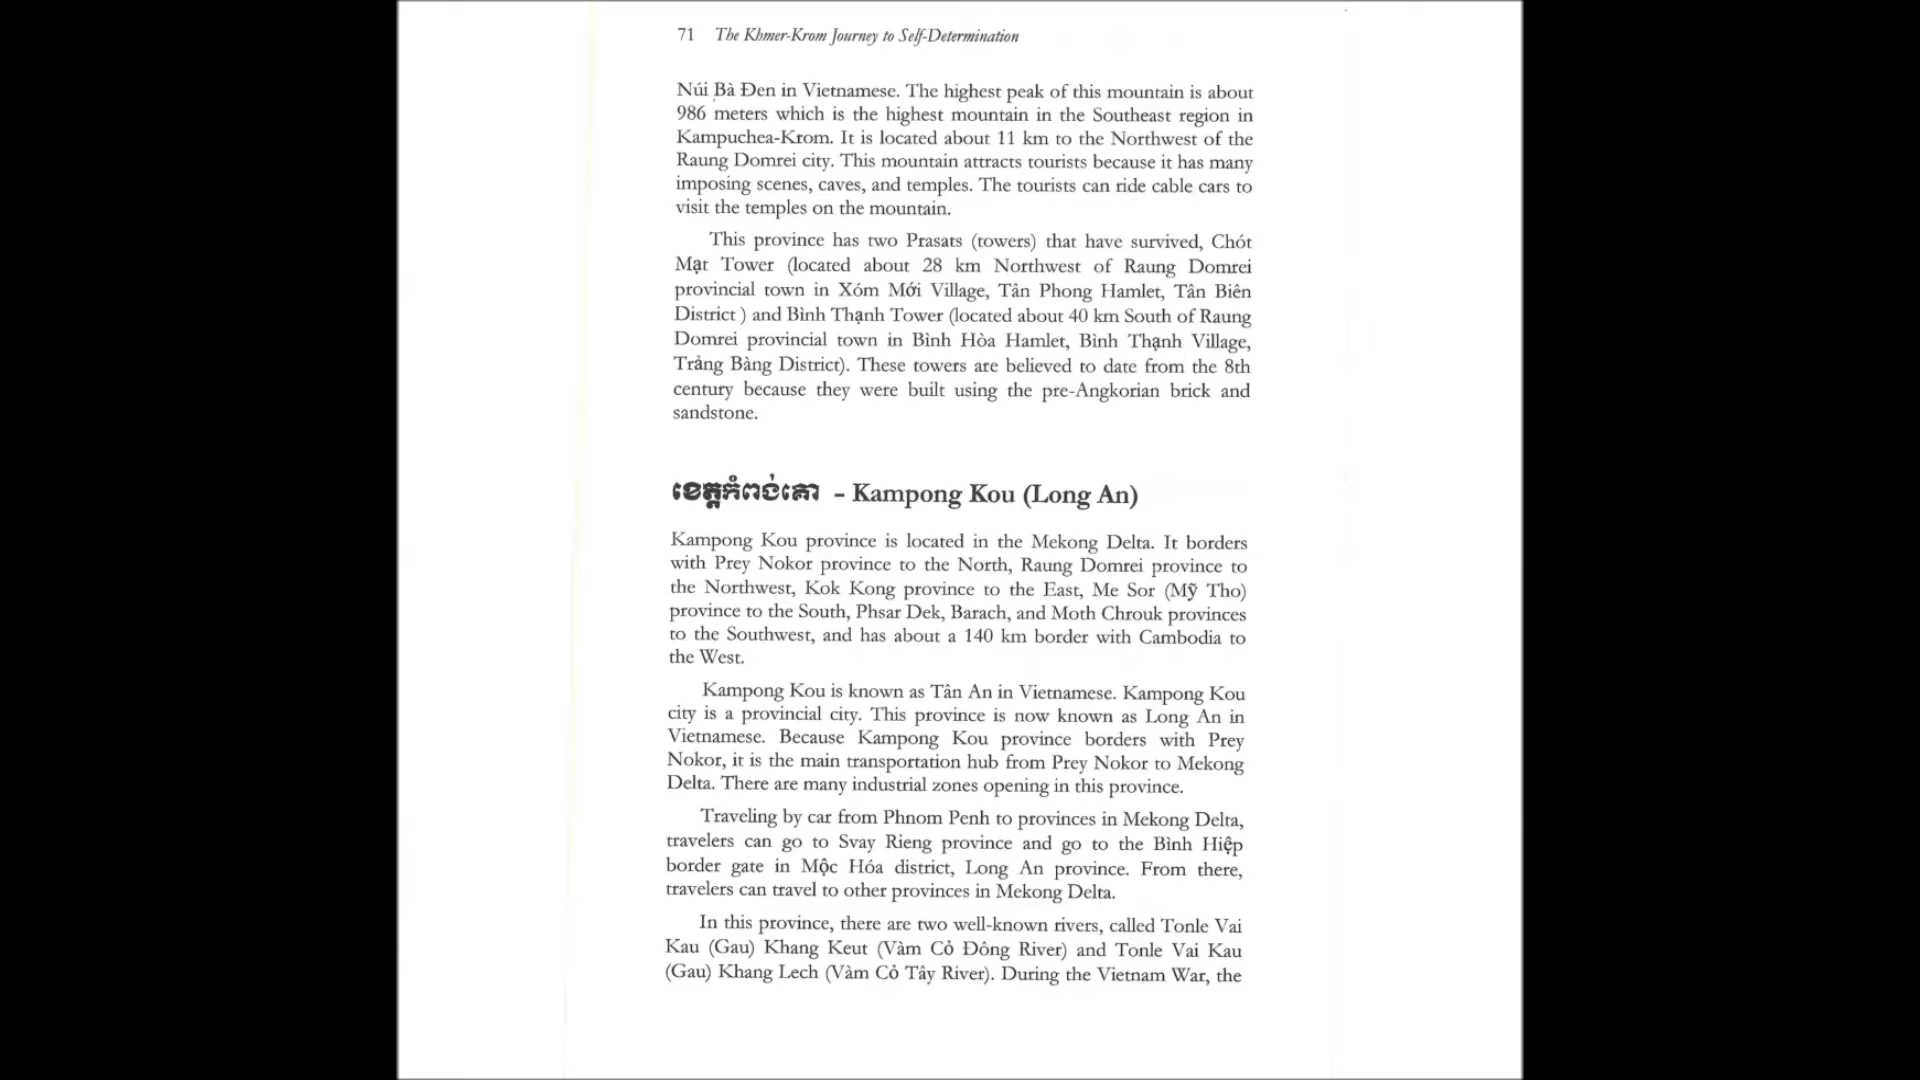 71 The Khmer-Krom Journey to Self-Determination
Núi Bà Đen in Vietnamese. The highest peak of this mountain is about
986 meters which is the highest mountain in the Southeast region in
Kampuchea-Krom. It is located about 11 km to the Northwest of the
Raung Domrei city. This mountain attracts tourists because it has many
imposing scenes, caves, and temples. The tourists can ride cable cars to
visit the temples on the mountain.
This province has two Prasats (towers) that have survived, Chót
Mạt Tower (located about 28 km Northwest of Raung Domrei
provincial town in Xóm Mới Village, Tân Phong Hamlet, Tân Biên
District ) and Bình Thạnh Tower (located about 40 km South of Raung
Domrei provincial town in Bình Hòa Hamlet, Bình Thạnh Village,
Trảng Bàng District). These towers are believed to date from the 8th
century because they were built using the pre-Angkorian brick and
sandstone.
ខេត្តកំពង់គោ – Kampong Kou (Long An)
Kampong Kou province is located in the Mekong Delta. It borders
with Prey Nokor province to the North, Raung Domrei province to
the Northwest, Kok Kong province to the East, Me Sor (Mỹ Tho)
province to the South, Phsar Dek, Barach, and Moth Chrouk provinces
to the Southwest, and has about a 140 km border with Cambodia to
the West.
Kampong Kou is known as Tân An in Vietnamese. Kampong Kou
city is a provincial city. This province is now known as Long An in
Vietnamese. Because Kampong Kou province borders with Prey
Nokor, it is the main transportation hub from Prey Nokor to Mekong
Delta. There are many industrial zones opening in this province.
Traveling by car from Phnom Penh to provinces in Mekong Delta,
travelers can go to Svay Rieng province and go to the Bình Hiệp
border gate in Mộc Hóa district, Long An province. From there,
travelers can travel to other provinces in Mekong Delta.
In this province, there are two well-known rivers, called Tonle Vai
Kau (Gau) Khang Keut (Vàm Cỏ Đông River) and Tonle Vai Kau
(Gau) Khang Lech (Vàm Cỏ Tây River). During the Vietnam War, the